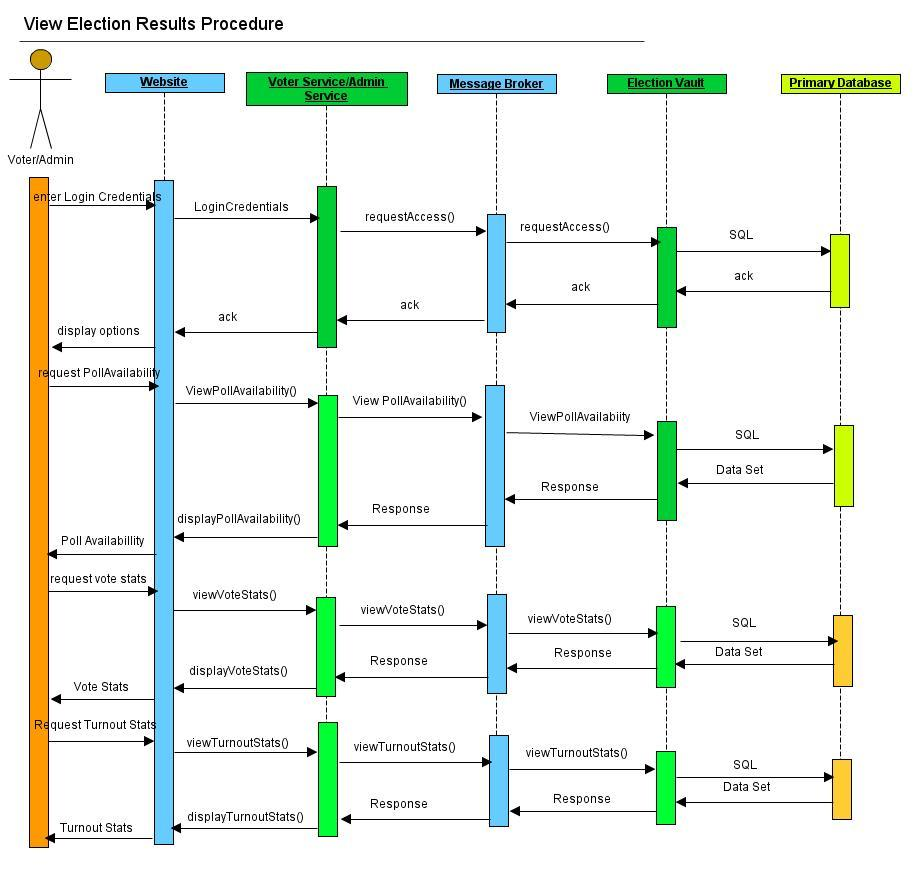 View Election Results Procedure
Website
Voter Service/Admin
Service
Message Broker
Election Vault
Primary Database
Voter/Admin
enter Login Credentials
LoginCredentials
requestAccess()
requestAccess()
SQL
ack
ack
ack
ack
display options
request PollAvailability
ViewPollAvailability()
View PollAvailability()
ViewPollAvailabiity
SQL
Data Set
Response
Response
displayPollAvailability()
Poll Availabillity
request vote stats
viewVoteStats()
viewVoteStats()
viewVoteStats()
SQL
Data Set
Response
Response
displayVoteStats()
Vote Stats
Request Turnout Stats
viewTurnoutStats()
viewTurnoutStats()
viewTurnoutStats()
SQL
Data Set
Response
Response
displayTurnoutStats()
Turnout Stats